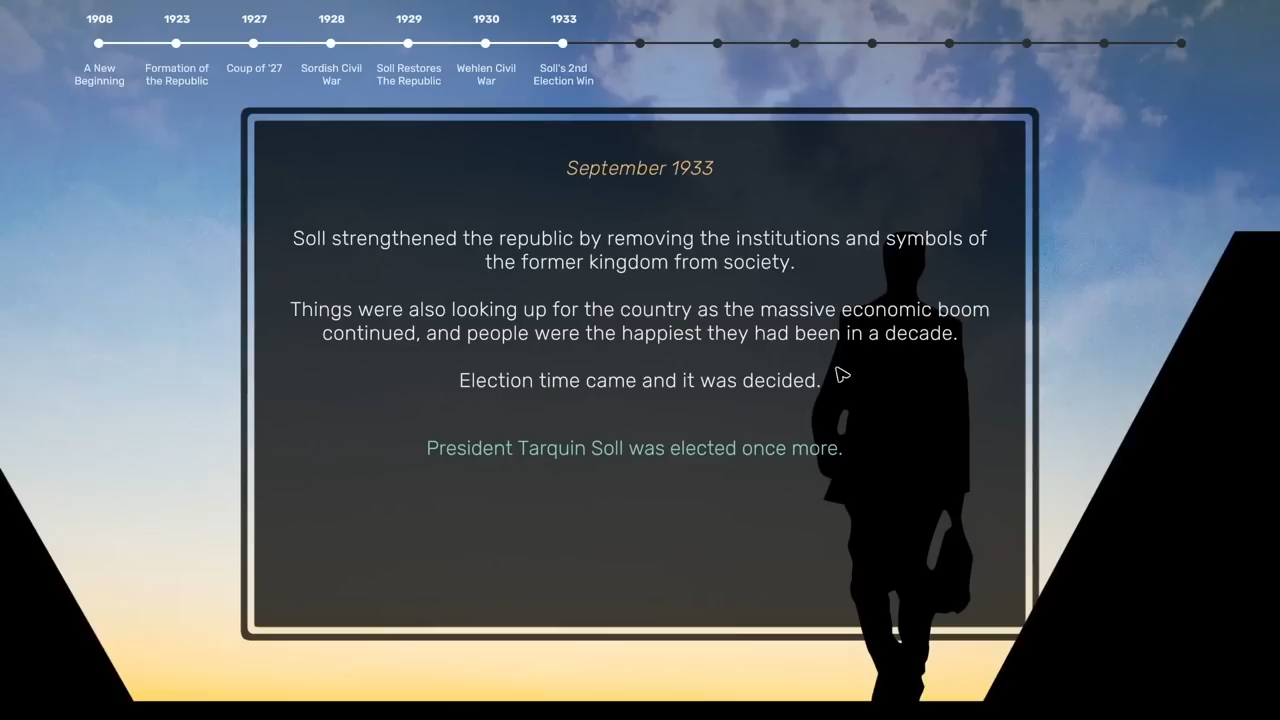 1908
1923
1927
1928
1929
1930
1933
A New
Beginning
Formation of
the Republic
Coup of '27
Sordish Civil
War
Soll Restores
The Republic
Wehlen Civil
War
Soll's 2nd
Election Win
September 1933
Soll strengthened the republic by removing the institutions and symbols of
the former kingdom from society.
Things were also looking up for the country as the massive economic boom
continued, and people were the happiest they had been in a decade.
Election time came and it was decided.
President Tarquin Soll was elected once more.